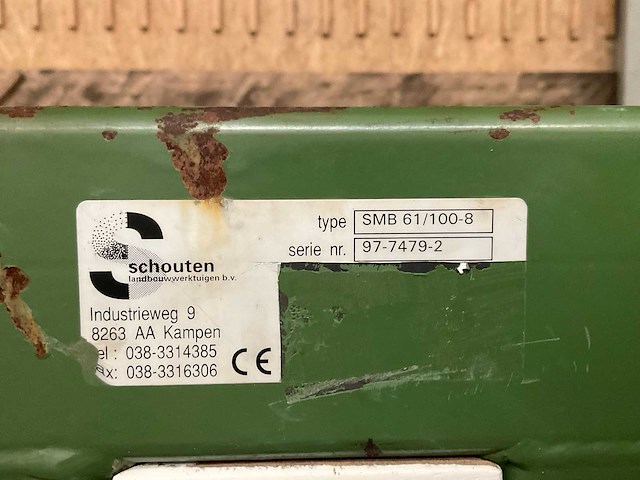 type SMB 61/100-8
serie nr. 97-7479-2
schouten
landbouwwerktuigen b.v.
Industrieweg 9
8263 AA Kampen
el: 038-3314385
ax: 038-3316306
CE